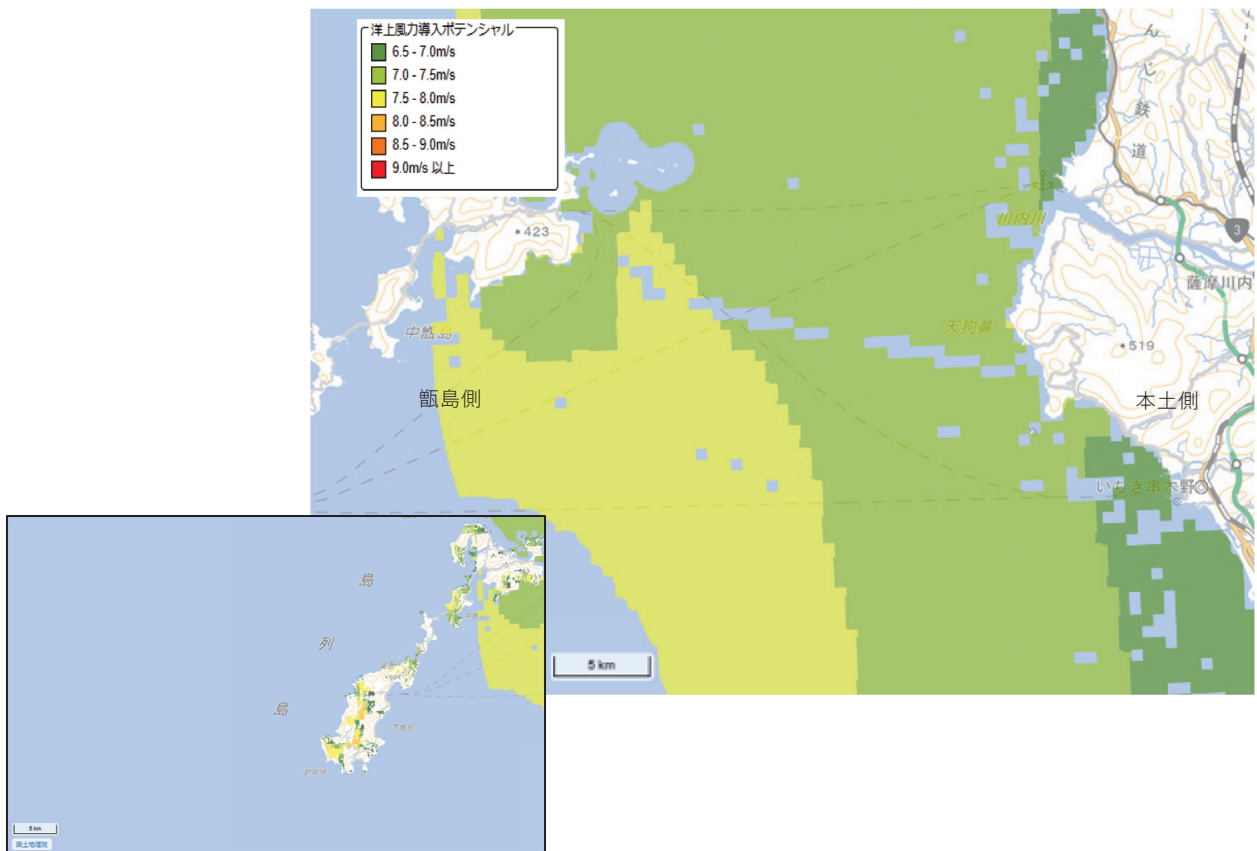 洋上風力導入ポテンシャル
6.5 - 7.0m/s
7.0 - 7.5m/s
7.5 - 8.0m/s
8.0 - 8.5m/s
8.5 - 9.0m/s
9.0m/s 以上
んじ鉄道
・423
川内川
3
薩摩川内
中甑島
天狗鼻
・519
甑島側
本土側
いちき串木野
5 km
島
列
島
5 km
国土地理院